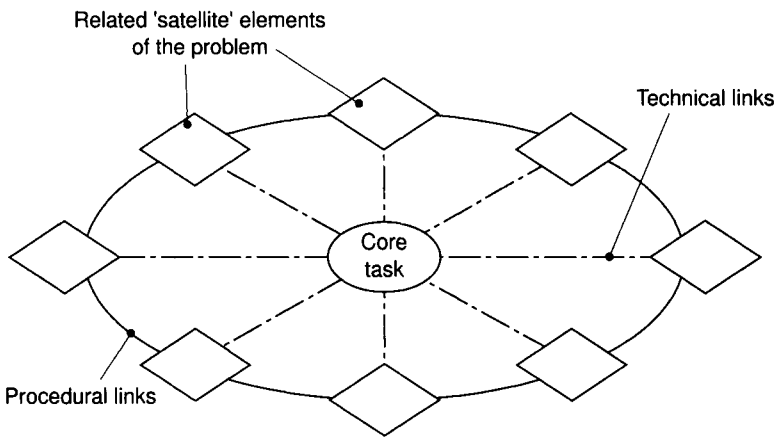 Related 'satellite' elements
of the problem
Technical links
Core
task
Procedural links